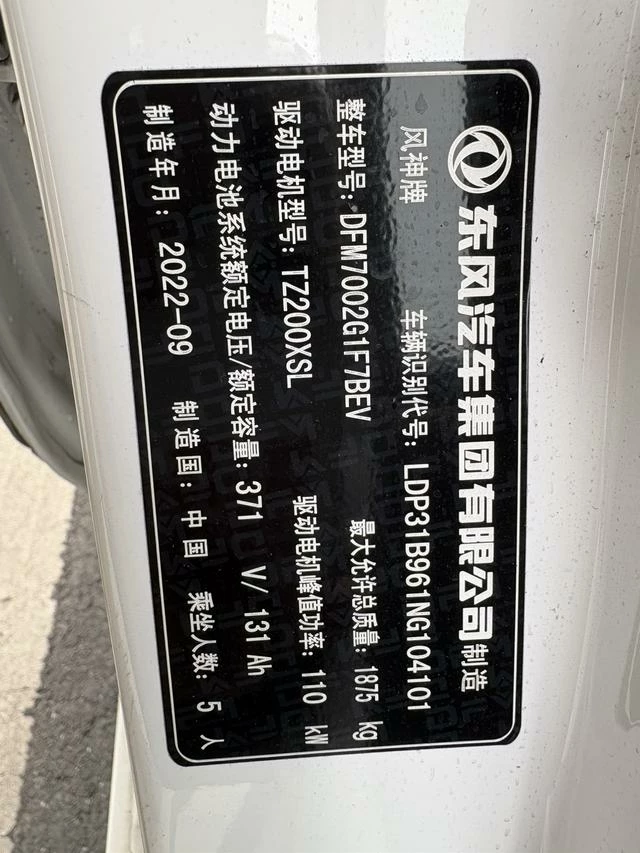 东风汽车集团有限公司 制造
风神牌 车辆识别代号: LDP31B961NG104101
整车型号: DFM7002G1F7BEV 最大允许总质量: 1875 kg
驱动电机型号: TZ200XSL 驱动电机峰值功率: 110 kW
动力电池系统额定电压/额定容量: 371 V/ 131 Ah
制造年月: 2022-09 制造国: 中国 乘坐人数: 5 人